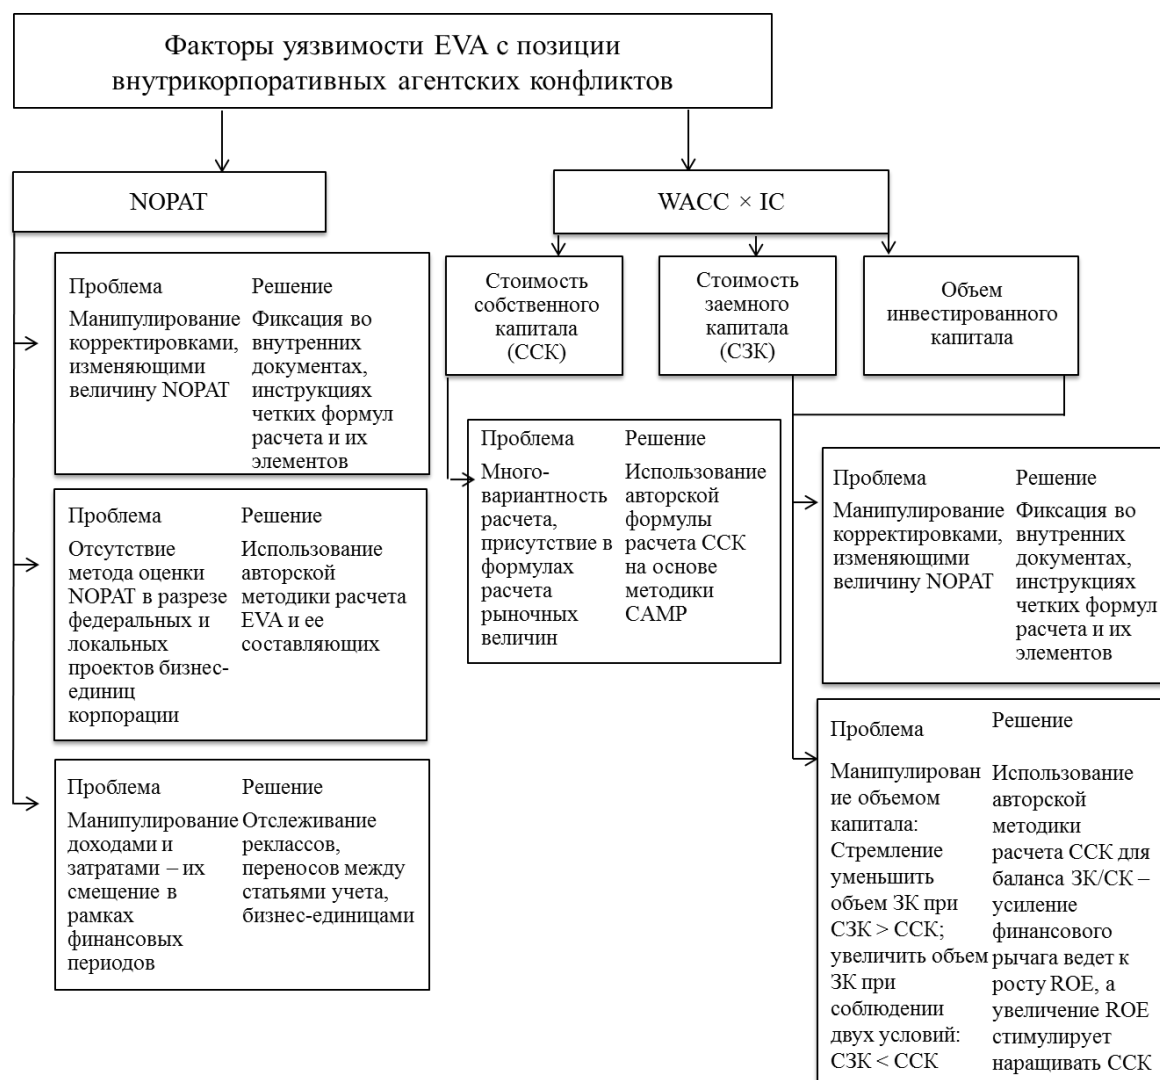 Факторы уязвимости EVA с позиции
внутрикорпоративных агентских конфликтов
NOPAT
WACC × IC
Проблема
Манипулирование
корректировками,
изменяющими
величину NOPAT
Решение
Фиксация во
внутренних
документах,
инструкциях
четких формул
расчета и их
элементов
Проблема
Отсутствие
метода оценки
NOPAT в разрезе
федеральных и
локальных
проектов бизнес-
единиц
корпорации
Решение
Использование
авторской
методики расчета
EVA и ее
составляющих
Проблема
Манипулирование
доходами и
затратами – их
смещение в
рамках
финансовых
периодов
Решение
Отслеживание
реклассов,
переносов между
статьями учета,
бизнес-единицами
Стоимость
собственного
капитала
(ССК)
Стоимость
заемного
капитала
(СЗК)
Объем
инвестированного
капитала
Проблема
Много-
вариантность
расчета,
присутствие в
формулах
расчета
рыночных
величин
Решение
Использование
авторской
формулы
расчета ССК
на основе
методики
CAMP
Проблема
Манипулирование
корректировками,
изменяющими
величину NOPAT
Решение
Фиксация во
внутренних
документах,
инструкциях
четких формул
расчета и их
элементов
Проблема
Манипулирован
ие объемом
капитала:
Стремление
уменьшить
объем ЗК при
СЗК > ССК;
увеличить объем
ЗК при
соблюдении
двух условий:
СЗК < ССК
Решение
Использование
авторской
методики
расчета ССК для
баланса ЗК/СК –
усиление
финансового
рычага ведет к
росту ROE, а
увеличение ROE
стимулирует
наращивать ССК